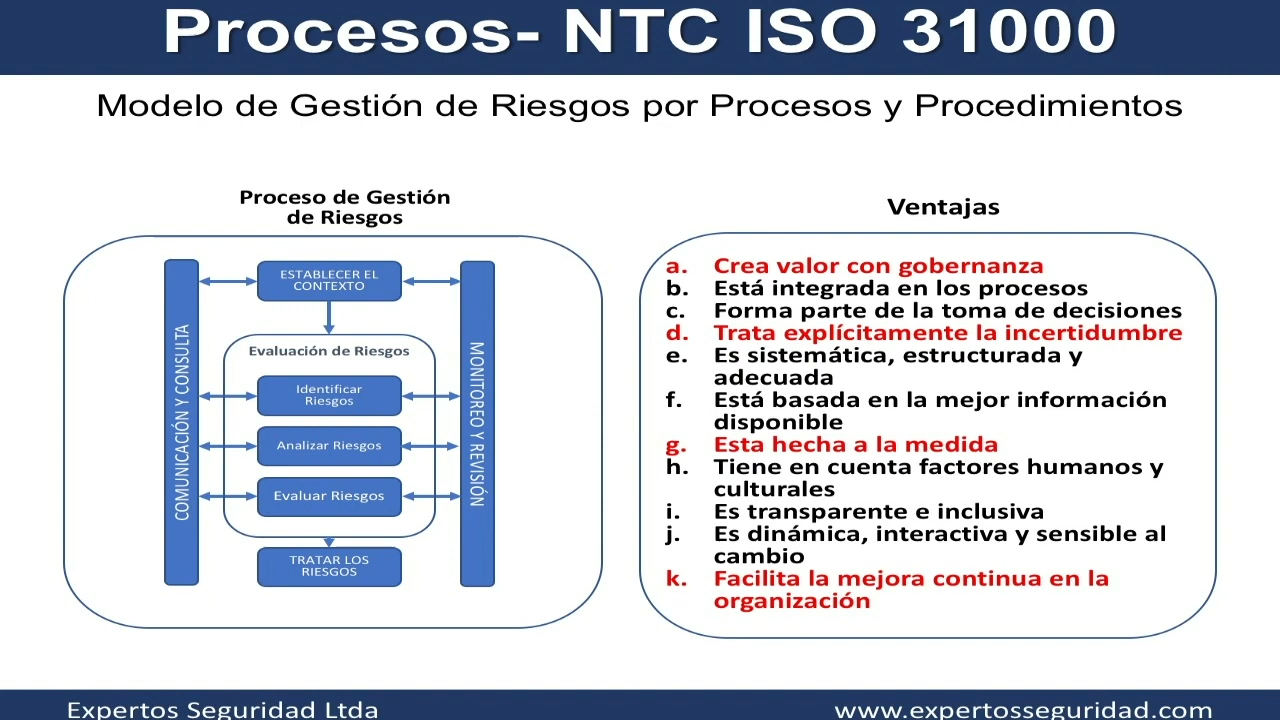 Procesos- NTC ISO 31000
Modelo de Gestión de Riesgos por Procesos y Procedimientos
Proceso de Gestión
de Riesgos
COMUNICACIÓN Y CONSULTA
ESTABLECER EL
CONTEXTO
Evaluación de Riesgos
Identificar
Riesgos
Analizar Riesgos
Evaluar Riesgos
TRATAR LOS
RIESGOS
MONITOREO Y REVISIÓN
Ventajas
a. Crea valor con gobernanza
b. Está integrada en los procesos
c. Forma parte de la toma de decisiones
d. Trata explícitamente la incertidumbre
e. Es sistemática, estructurada y
adecuada
f. Está basada en la mejor información
disponible
g. Esta hecha a la medida
h. Tiene en cuenta factores humanos y
culturales
i. Es transparente e inclusiva
j. Es dinámica, interactiva y sensible al
cambio
k. Facilita la mejora continua en la
organización
Expertos Seguridad Ltda
www.expertosseguridad.com